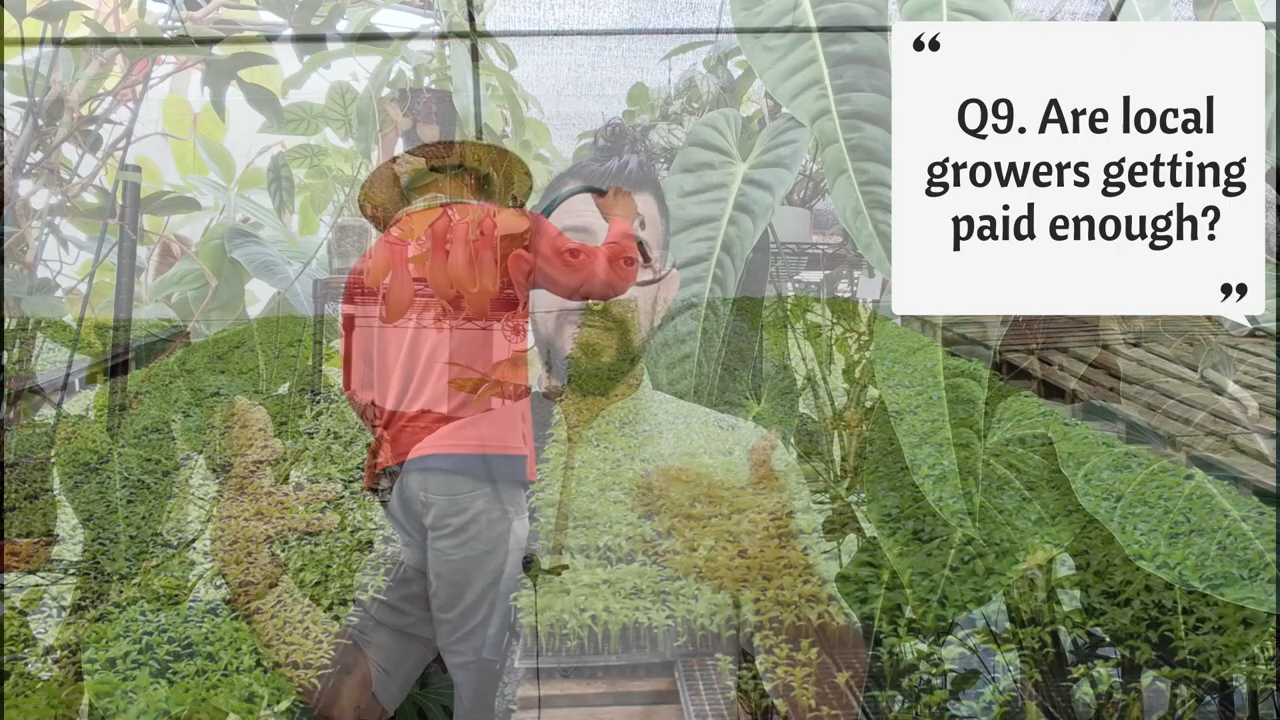 “
Q9. Are local
growers getting
paid enough?
”